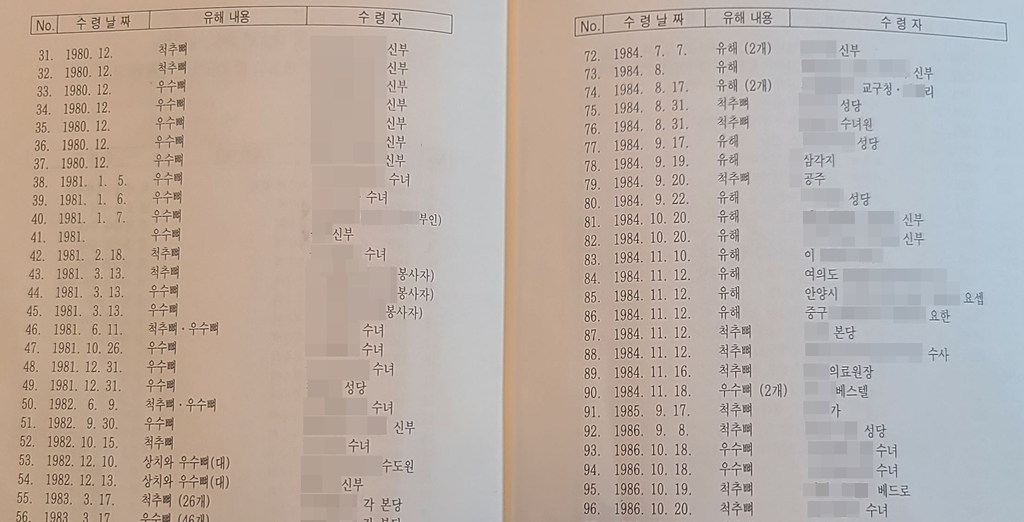 No. 수령날짜 유해 내용 수령자
31. 1980. 12. 척추뼈 신부
32. 1980. 12. 척추뼈 신부
33. 1980. 12. 우수뼈 신부
34. 1980. 12. 우수뼈 신부
35. 1980. 12. 우수뼈 신부
36. 1980. 12. 우수뼈 신부
37. 1980. 12. 우수뼈 신부
38. 1981. 1. 5. 우수뼈 수녀
39. 1981. 1. 6. 우수뼈 수녀
40. 1981. 1. 7. 우수뼈 부인)
41. 1981. 우수뼈 신부
42. 1981. 2. 18. 척추뼈 수녀
43. 1981. 3. 13. 척추뼈 봉사자)
44. 1981. 3. 13. 우수뼈 봉사자)
45. 1981. 3. 13. 우수뼈 봉사자)
46. 1981. 6. 11. 척추뼈·우수뼈 수녀
47. 1981. 10. 26. 우수뼈 수녀
48. 1981. 12. 31. 우수뼈 수녀
49. 1981. 12. 31. 우수뼈 성당
50. 1982. 6. 9. 척추뼈·우수뼈 수녀
51. 1982. 9. 30. 우수뼈 신부
52. 1982. 10. 15. 척추뼈 수녀
53. 1982. 12. 10. 상치와 우수뼈(대) 수도원
54. 1982. 12. 13. 상치와 우수뼈(대) 신부
55. 1983. 3. 17. 척추뼈 (26개) 각 본당
56. 1983. 3. 17. 우수뼈 (46개) 각 본당
No. 수령날짜 유해 내용 수령자
72. 1984. 7. 7. 유해 (2개) 신부
73. 1984. 8. 유해 신부
74. 1984. 8. 17. 유해 (2개) 교구청· 리
75. 1984. 8. 31. 척추뼈 성당
76. 1984. 8. 31. 척추뼈 수녀원
77. 1984. 9. 17. 유해 성당
78. 1984. 9. 19. 유해 삼각지
79. 1984. 9. 20. 척추뼈 공주
80. 1984. 9. 22. 유해 성당
81. 1984. 10. 20. 유해 신부
82. 1984. 10. 20. 유해 신부
83. 1984. 11. 10. 유해 이
84. 1984. 11. 12. 유해 여의도
85. 1984. 11. 12. 유해 안양시 요셉
86. 1984. 11. 12. 유해 중구 요한
87. 1984. 11. 12. 척추뼈 본당
88. 1984. 11. 12. 척추뼈 수사
89. 1984. 11. 16. 척추뼈 의료원장
90. 1984. 11. 18. 우수뼈 (2개) 베스텔
91. 1985. 9. 17. 척추뼈 가
92. 1986. 9. 8. 척추뼈 성당
93. 1986. 10. 18. 우수뼈 수녀
94. 1986. 10. 18. 우수뼈 수녀
95. 1986. 10. 19. 척추뼈 베드로
96. 1986. 10. 20. 척추뼈 수녀